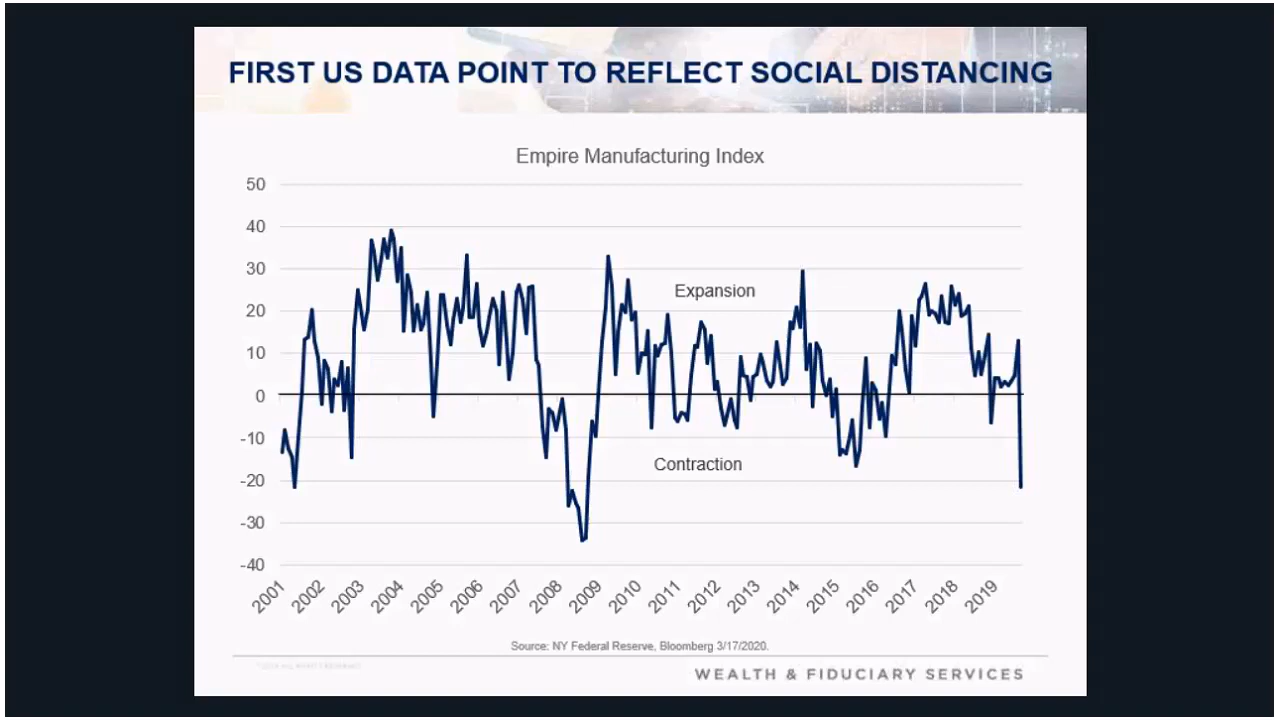 FIRST US DATA POINT TO REFLECT SOCIAL DISTANCING
Empire Manufacturing Index
50
40
30
20
10
0
-10
-20
-30
-40
Expansion
Contraction
2001 2002 2003 2004 2005 2006 2007 2008 2009 2010 2011 2012 2013 2014 2015 2016 2017 2018 2019
Source: NY Federal Reserve, Bloomberg 3/17/2020.
WEALTH & FIDUCIARY SERVICES